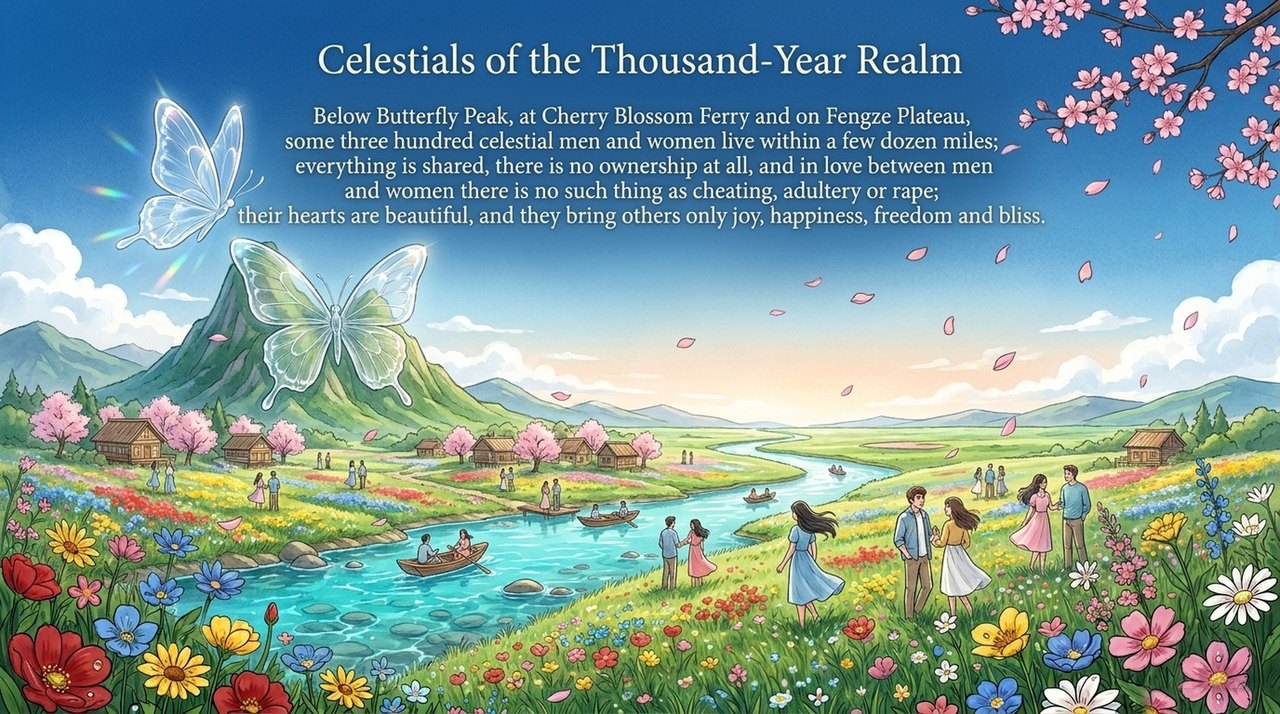 Celestials of the Thousand-Year Realm
Below Butterfly Peak, at Cherry Blossom Ferry and on Fengze Plateau,
some three hundred celestial men and women live within a few dozen miles;
everything is shared, there is no ownership at all, and in love between men
and women there is no such thing as cheating, adultery or rape;
their hearts are beautiful, and they bring others only joy, happiness, freedom and bliss.